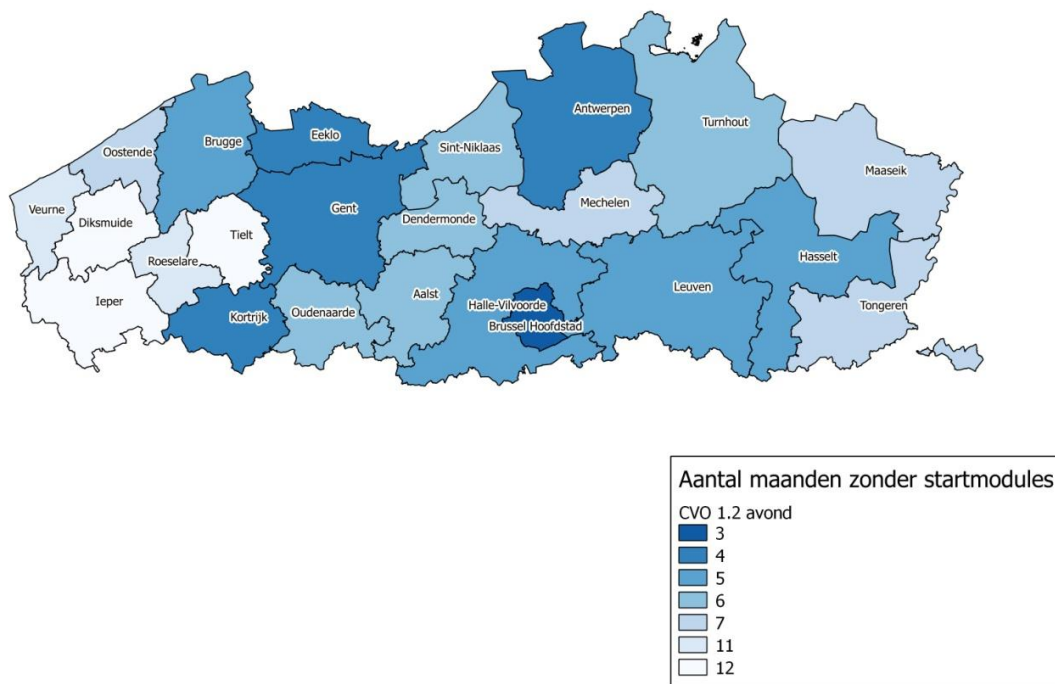 Antwerpen
Turnhout
Eeklo
Brugge
Oostende
Sint-Niklaas
Maaseik
Veurne
Gent
Mechelen
Diksmuide
Dendermonde
Tielt
Hasselt
Roeselare
Leuven
Ieper
Aalst
Halle-Vilvoorde
Tongeren
Kortrijk
Oudenaarde
Brussel Hoofdstad
Aantal maanden zonder startmodules
CVO 1.2 avond
3
4
5
6
7
11
12